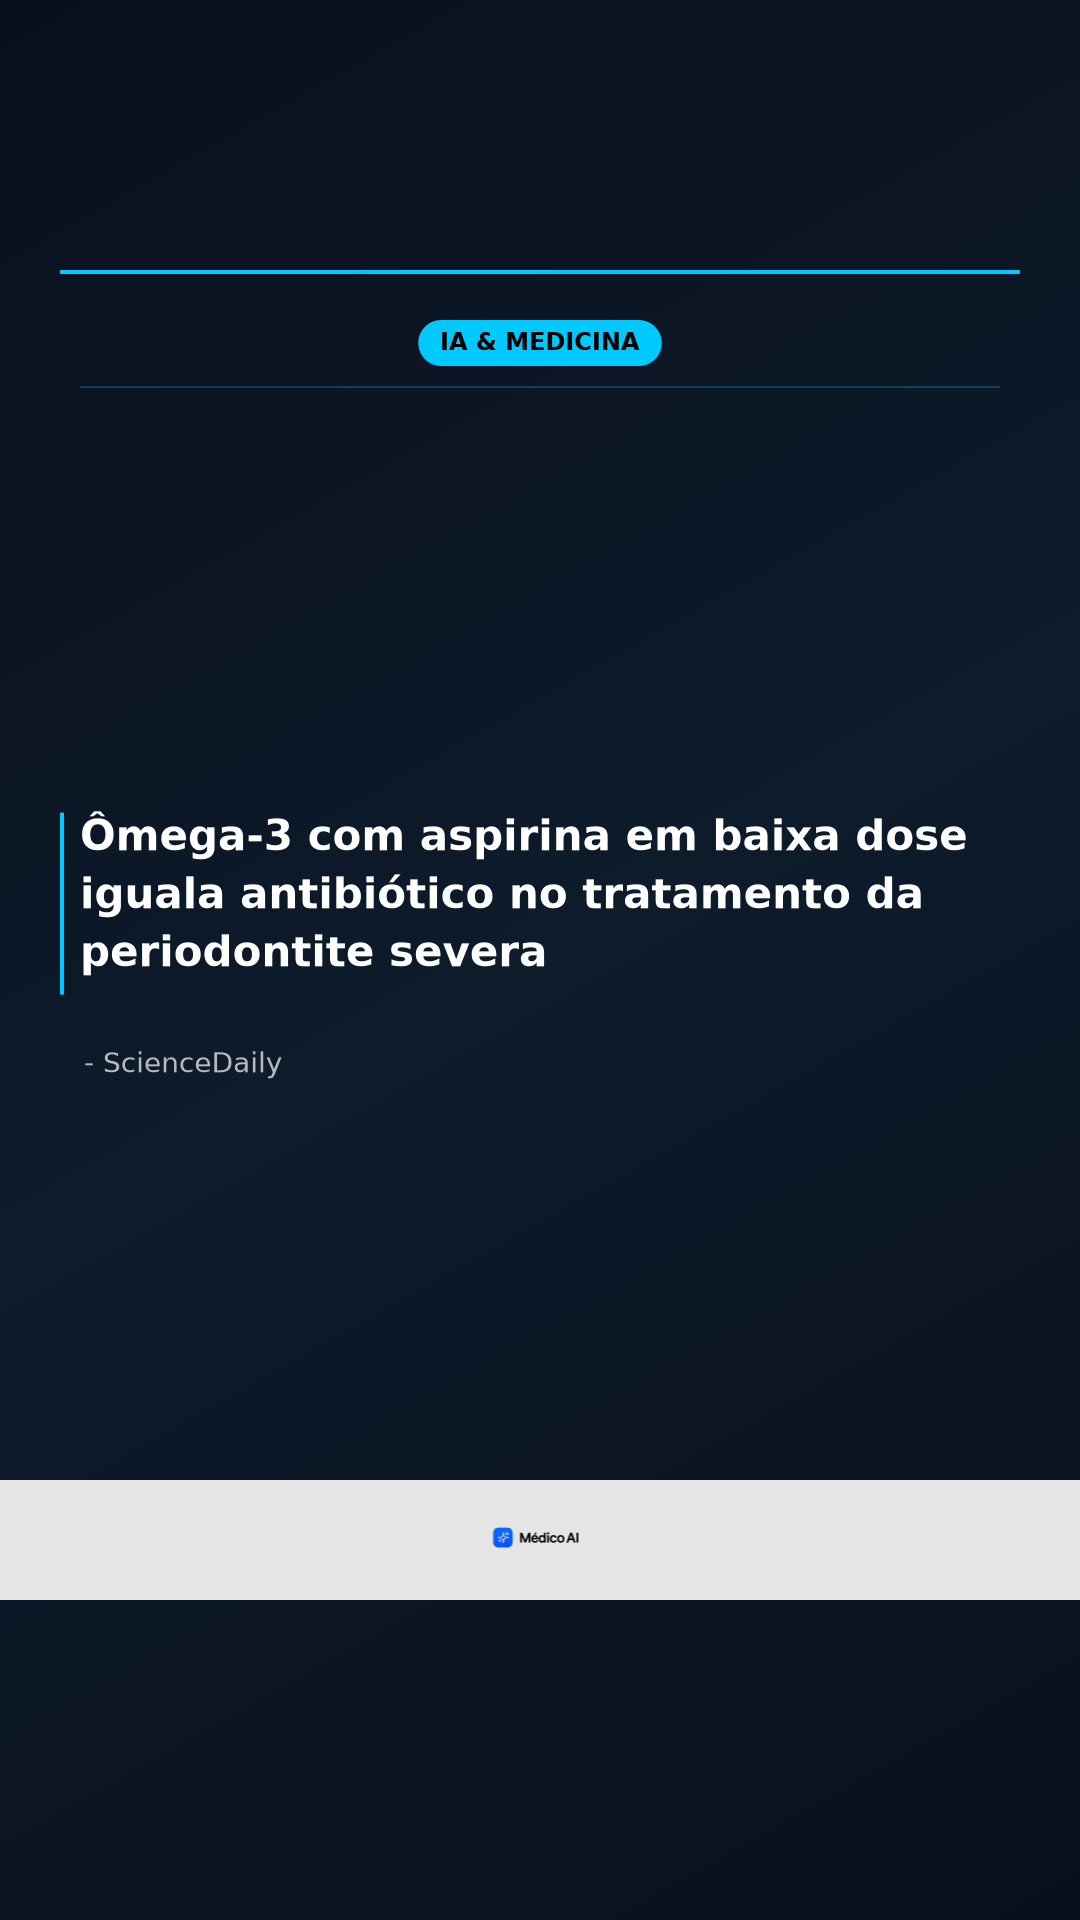 IA & MEDICINA
Ômega-3 com aspirina em baixa dose
iguala antibiótico no tratamento da
periodontite severa
- ScienceDaily
Médico AI